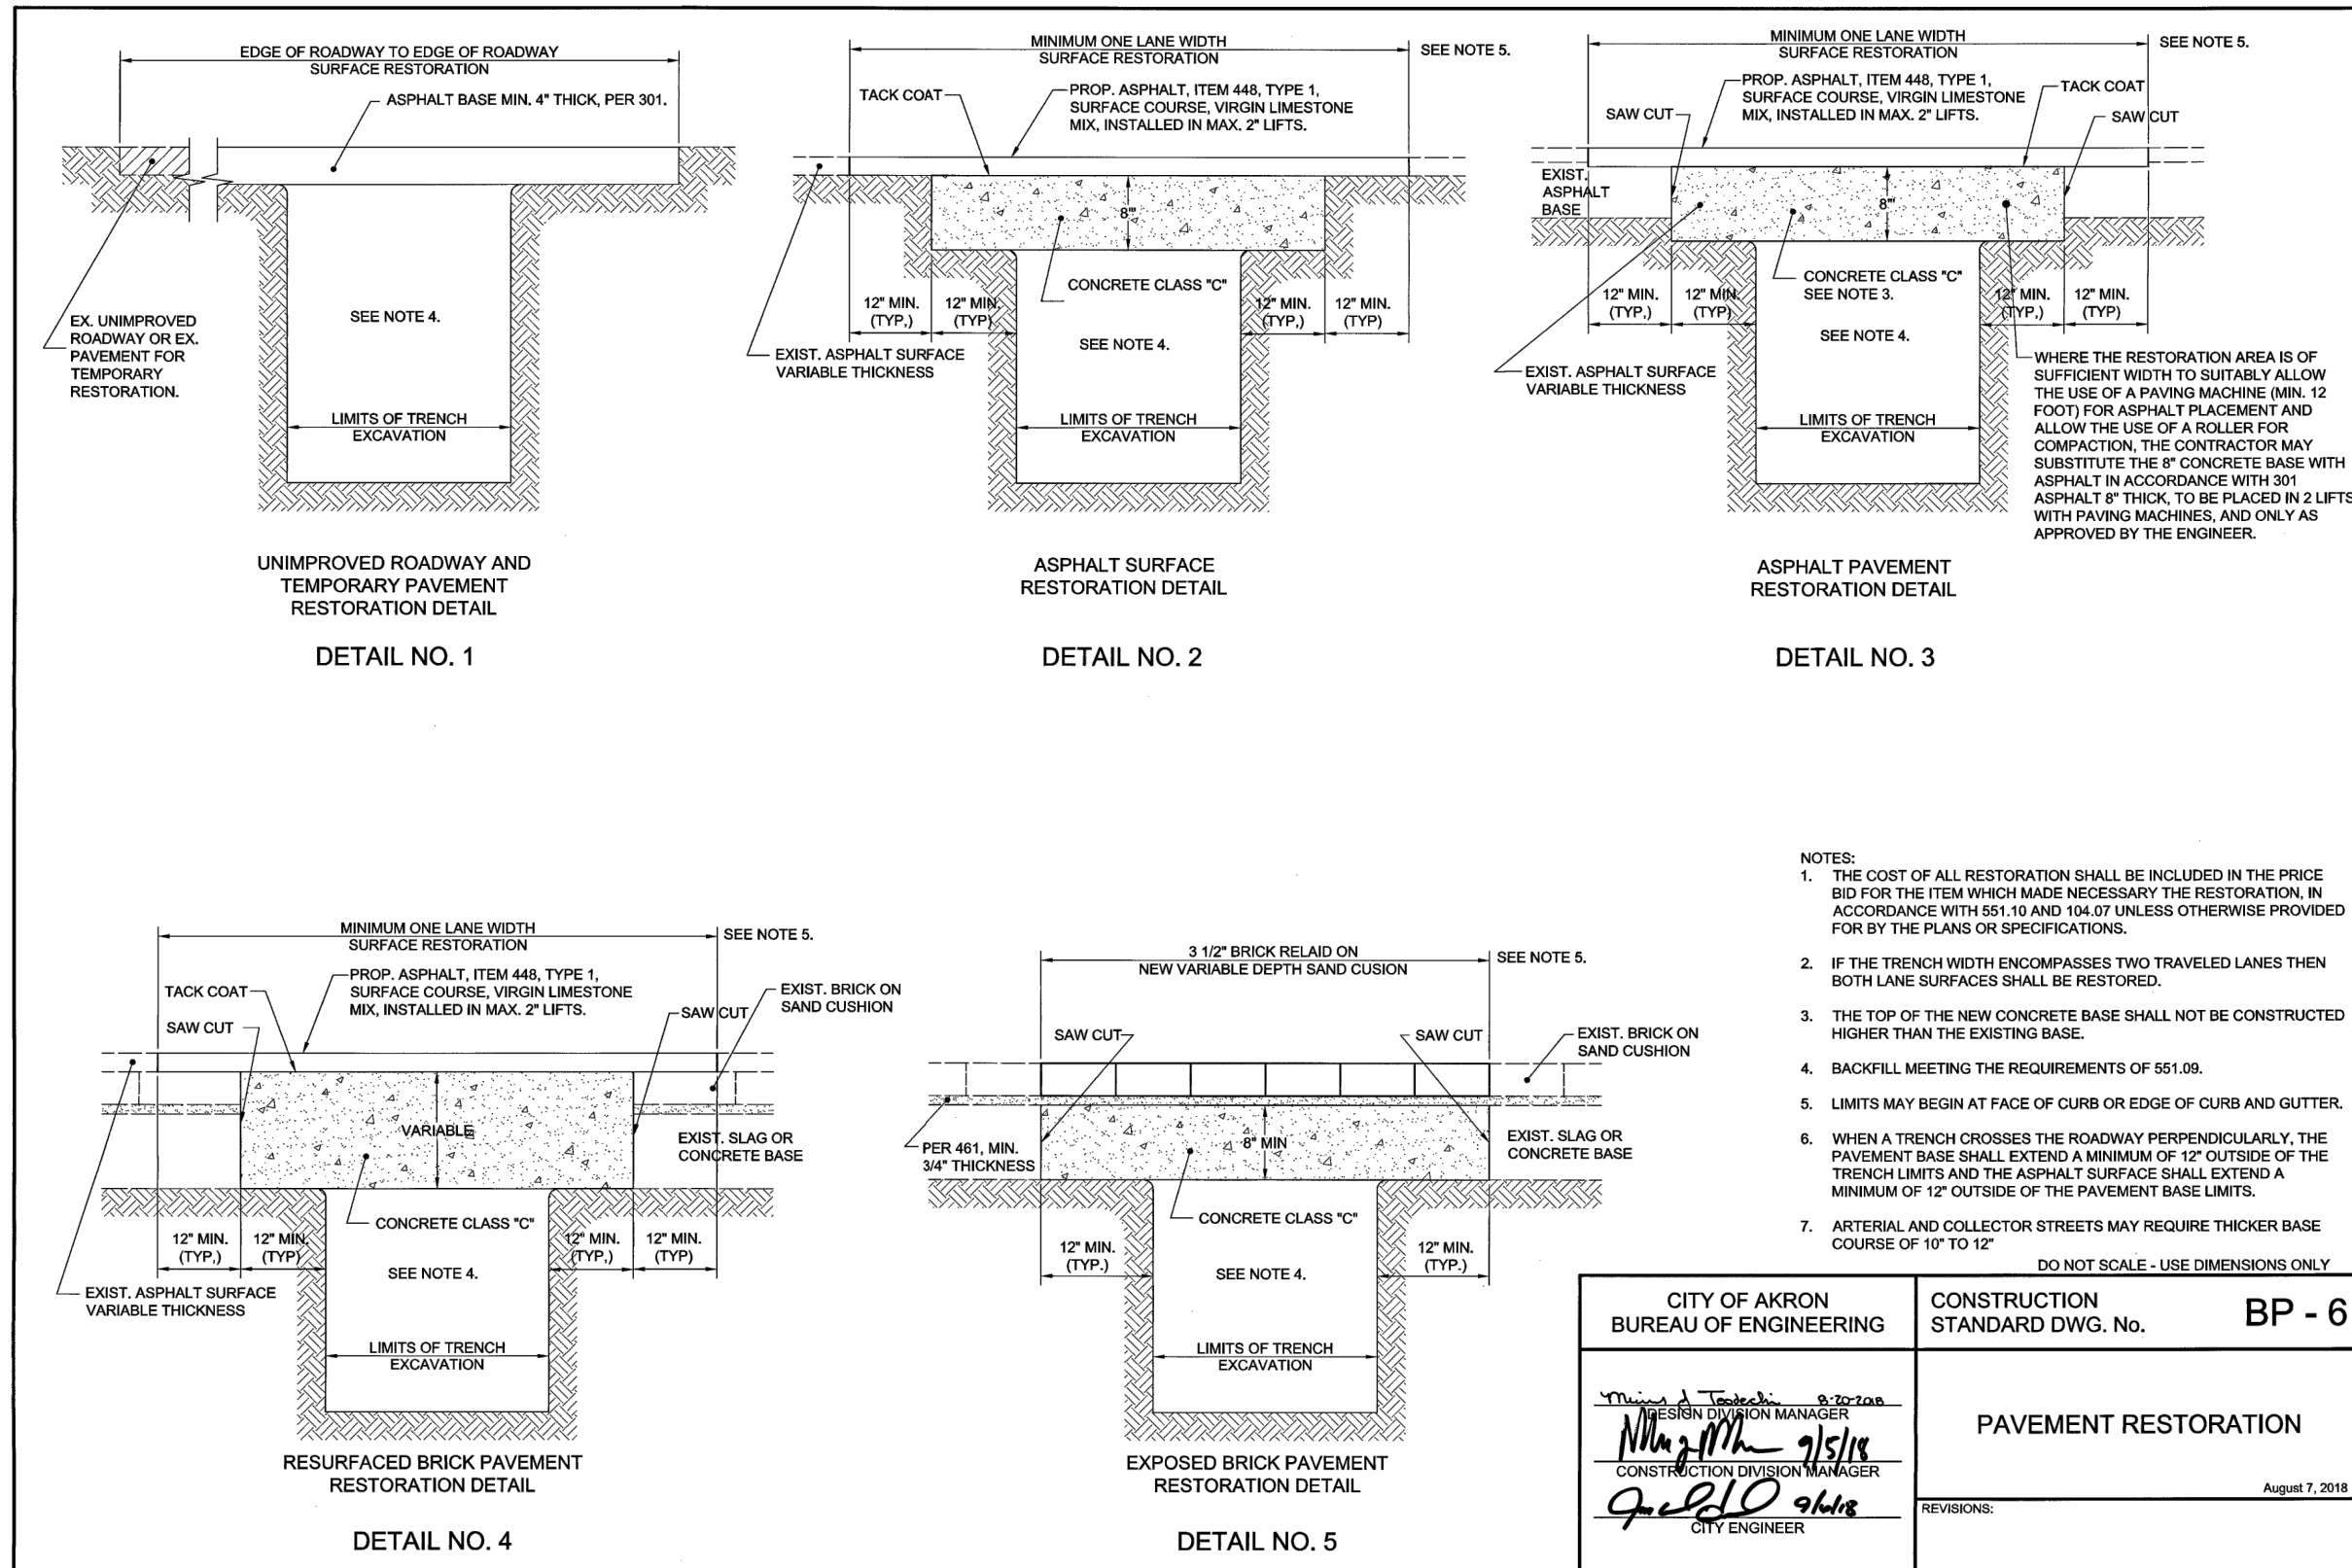 EDGE OF ROADWAY TO EDGE OF ROADWAY
SURFACE RESTORATION
ASPHALT BASE MIN. 4" THICK, PER 301.
EX. UNIMPROVED
ROADWAY OR EX.
PAVEMENT FOR
TEMPORARY
RESTORATION.
SEE NOTE 4.
LIMITS OF TRENCH
EXCAVATION
UNIMPROVED ROADWAY AND
TEMPORARY PAVEMENT
RESTORATION DETAIL
DETAIL NO. 1
MINIMUM ONE LANE WIDTH
SURFACE RESTORATION
SEE NOTE 5.
TACK COAT
PROP. ASPHALT, ITEM 448, TYPE 1,
SURFACE COURSE, VIRGIN LIMESTONE
MIX, INSTALLED IN MAX. 2" LIFTS.
8"'
CONCRETE CLASS "C"
12" MIN.
(TYP,)
12" MIN.
(TYP)
12" MIN.
(TYP,)
12" MIN.
(TYP)
SEE NOTE 4.
EXIST. ASPHALT SURFACE
VARIABLE THICKNESS
LIMITS OF TRENCH
EXCAVATION
ASPHALT SURFACE
RESTORATION DETAIL
DETAIL NO. 2
MINIMUM ONE LANE WIDTH
SURFACE RESTORATION
SEE NOTE 5.
PROP. ASPHALT, ITEM 448, TYPE 1,
SURFACE COURSE, VIRGIN LIMESTONE
MIX, INSTALLED IN MAX. 2" LIFTS.
TACK COAT
SAW CUT
SAW CUT
EXIST.
ASPHALT
BASE
8"'
CONCRETE CLASS "C"
SEE NOTE 3.
12" MIN.
(TYP,)
12" MIN.
(TYP)
12" MIN.
(TYP,)
12" MIN.
(TYP)
SEE NOTE 4.
EXIST. ASPHALT SURFACE
VARIABLE THICKNESS
WHERE THE RESTORATION AREA IS OF
SUFFICIENT WIDTH TO SUITABLY ALLOW
THE USE OF A PAVING MACHINE (MIN. 12
FOOT) FOR ASPHALT PLACEMENT AND
ALLOW THE USE OF A ROLLER FOR
COMPACTION, THE CONTRACTOR MAY
SUBSTITUTE THE 8" CONCRETE BASE WITH
ASPHALT IN ACCORDANCE WITH 301
ASPHALT 8" THICK, TO BE PLACED IN 2 LIFTS
WITH PAVING MACHINES, AND ONLY AS
APPROVED BY THE ENGINEER.
LIMITS OF TRENCH
EXCAVATION
ASPHALT PAVEMENT
RESTORATION DETAIL
DETAIL NO. 3
MINIMUM ONE LANE WIDTH
SURFACE RESTORATION
SEE NOTE 5.
PROP. ASPHALT, ITEM 448, TYPE 1,
SURFACE COURSE, VIRGIN LIMESTONE
MIX, INSTALLED IN MAX. 2" LIFTS.
TACK COAT
SAW CUT
SAW CUT
EXIST. BRICK ON
SAND CUSHION
VARIABLE
EXIST. SLAG OR
CONCRETE BASE
CONCRETE CLASS "C"
12" MIN.
(TYP,)
12" MIN.
(TYP)
12" MIN.
(TYP,)
12" MIN.
(TYP)
SEE NOTE 4.
EXIST. ASPHALT SURFACE
VARIABLE THICKNESS
LIMITS OF TRENCH
EXCAVATION
RESURFACED BRICK PAVEMENT
RESTORATION DETAIL
DETAIL NO. 4
3 1/2" BRICK RELAID ON
NEW VARIABLE DEPTH SAND CUSION
SEE NOTE 5.
SAW CUT
SAW CUT
EXIST. BRICK ON
SAND CUSHION
PER 461, MIN.
3/4" THICKNESS
8" MIN
EXIST. SLAG OR
CONCRETE BASE
CONCRETE CLASS "C"
12" MIN.
(TYP.)
12" MIN.
(TYP.)
SEE NOTE 4.
LIMITS OF TRENCH
EXCAVATION
EXPOSED BRICK PAVEMENT
RESTORATION DETAIL
DETAIL NO. 5
NOTES:
1. THE COST OF ALL RESTORATION SHALL BE INCLUDED IN THE PRICE
BID FOR THE ITEM WHICH MADE NECESSARY THE RESTORATION, IN
ACCORDANCE WITH 551.10 AND 104.07 UNLESS OTHERWISE PROVIDED
FOR BY THE PLANS OR SPECIFICATIONS.
2. IF THE TRENCH WIDTH ENCOMPASSES TWO TRAVELED LANES THEN
BOTH LANE SURFACES SHALL BE RESTORED.
3. THE TOP OF THE NEW CONCRETE BASE SHALL NOT BE CONSTRUCTED
HIGHER THAN THE EXISTING BASE.
4. BACKFILL MEETING THE REQUIREMENTS OF 551.09.
5. LIMITS MAY BEGIN AT FACE OF CURB OR EDGE OF CURB AND GUTTER.
6. WHEN A TRENCH CROSSES THE ROADWAY PERPENDICULARLY, THE
PAVEMENT BASE SHALL EXTEND A MINIMUM OF 12" OUTSIDE OF THE
TRENCH LIMITS AND THE ASPHALT SURFACE SHALL EXTEND A
MINIMUM OF 12" OUTSIDE OF THE PAVEMENT BASE LIMITS.
7. ARTERIAL AND COLLECTOR STREETS MAY REQUIRE THICKER BASE
COURSE OF 10" TO 12"
DO NOT SCALE - USE DIMENSIONS ONLY
CITY OF AKRON
BUREAU OF ENGINEERING
CONSTRUCTION
STANDARD DWG. No.
BP - 6
8-20-2018
DESIGN DIVISION MANAGER
9/5/18
CONSTRUCTION DIVISION MANAGER
9/6/18
CITY ENGINEER
PAVEMENT RESTORATION
August 7, 2018
REVISIONS: